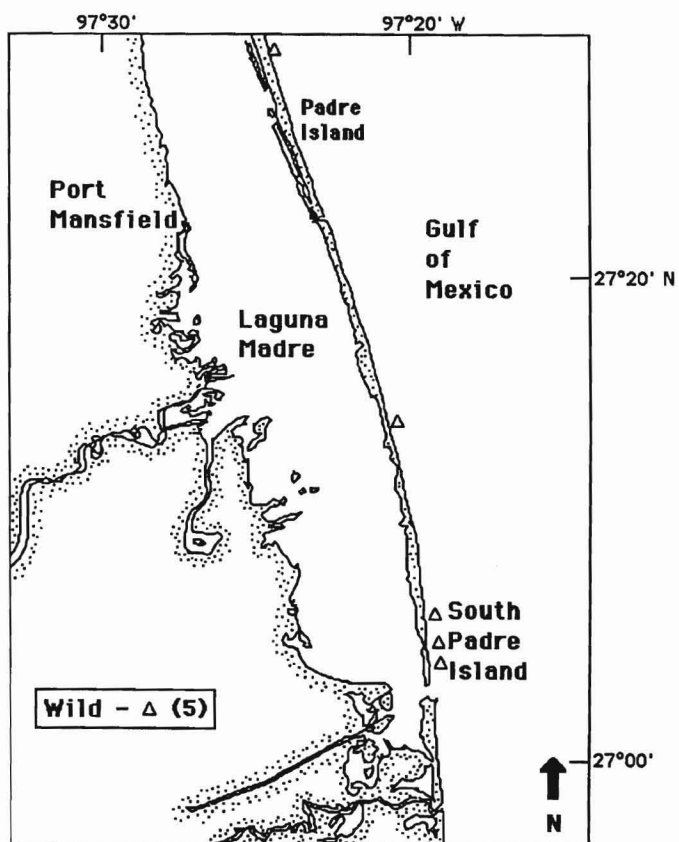 97°30'
97°20' W
Padre
Island
Port
Mansfield
Gulf
of
Mexico
27°20' N
Laguna
Madre
South
Padre
Island
Wild - △ (5)
27°00'
N